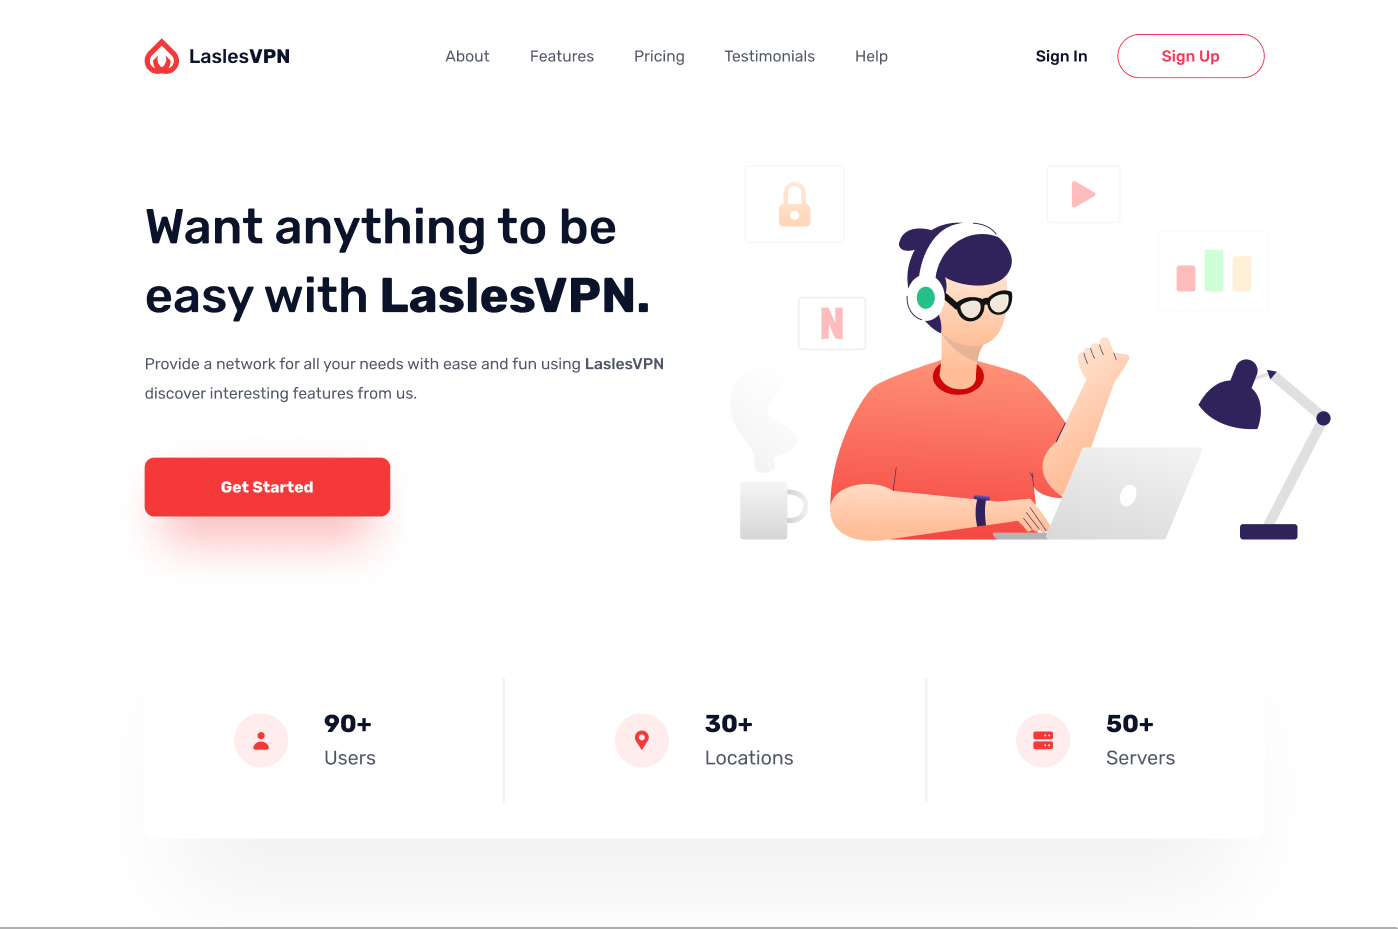 LaslesVPN
About Features Pricing Testimonials Help
Sign In Sign Up
Want anything to be
easy with LaslesVPN.
Provide a network for all your needs with ease and fun using LaslesVPN
discover interesting features from us.
Get Started
N
90+
Users
30+
Locations
50+
Servers